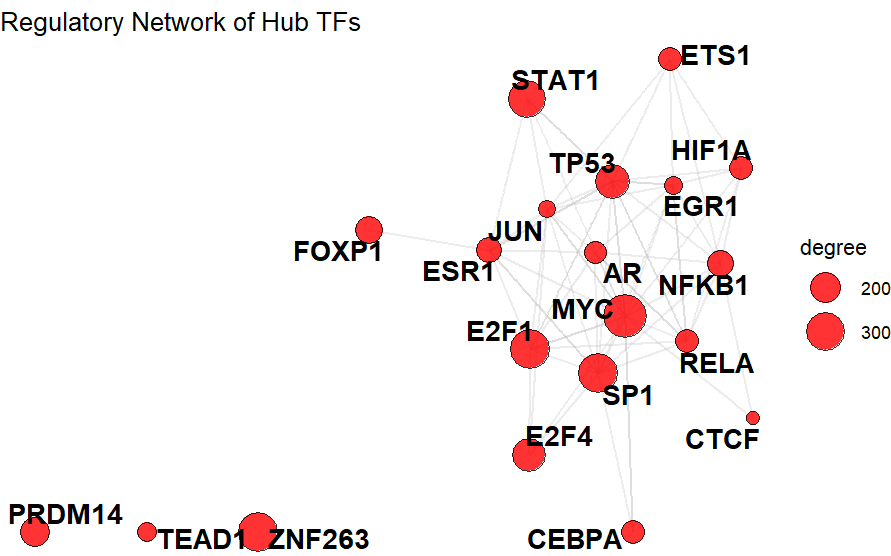 Regulatory Network of Hub TFs
ETS1
STAT1
HIF1A
TP53
EGR1
JUN
FOXP1
ESR1
AR
NFKB1
degree
200
300
MYC
E2F1
RELA
SP1
E2F4
CTCF
PRDM14
TEAD1
ZNF263
CEBPA